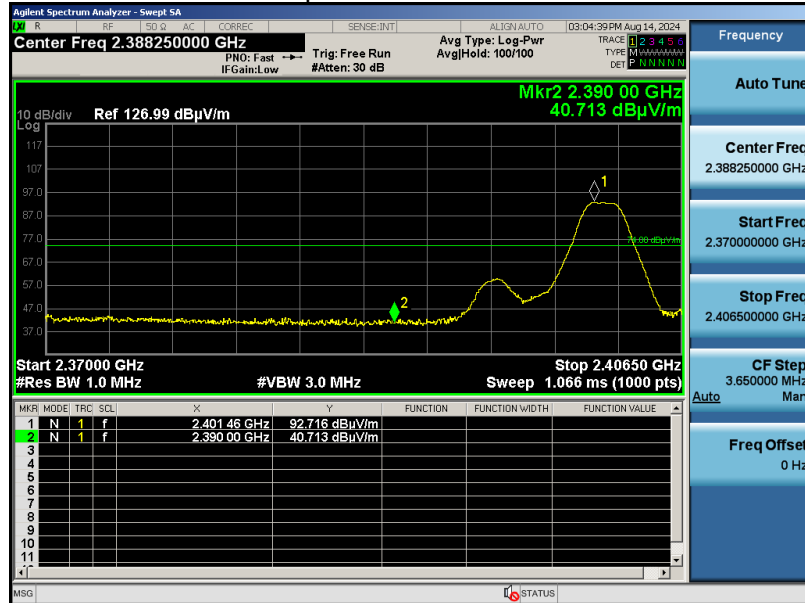 Agilent Spectrum Analyzer - Swept SA
LXI R RF 50 Ω AC CORREC SENSE:INT ALIGN AUTO 03:04:39 PM Aug 14, 2024
Center Freq 2.388250000 GHz
PNO: Fast
IFGain:Low
Trig: Free Run
#Atten: 30 dB
Avg Type: Log-Pwr
Avg|Hold: 100/100
TRACE 1 2 3 4 5 6
TYPE M
DET P N N N N N
Mkr2 2.390 00 GHz
40.713 dBµV/m
10 dB/div Ref 126.99 dBµV/m
Log
117
107
97.0
87.0
77.0
67.0
57.0
47.0
37.0
1
2
Start 2.37000 GHz Stop 2.40650 GHz
#Res BW 1.0 MHz #VBW 3.0 MHz Sweep 1.066 ms (1000 pts)
MKR MODE TRC SCL X Y FUNCTION FUNCTION WIDTH FUNCTION VALUE
1 N 1 f 2.401 46 GHz 92.716 dBµV/m
2 N 1 f 2.390 00 GHz 40.713 dBµV/m
3
4
5
6
7
8
9
10
11
MSG STATUS
Frequency
Auto Tune
Center Freq
2.388250000 GHz
Start Freq
2.370000000 GHz
Stop Freq
2.406500000 GHz
CF Step
3.650000 MHz
Auto Man
Freq Offset
0 Hz